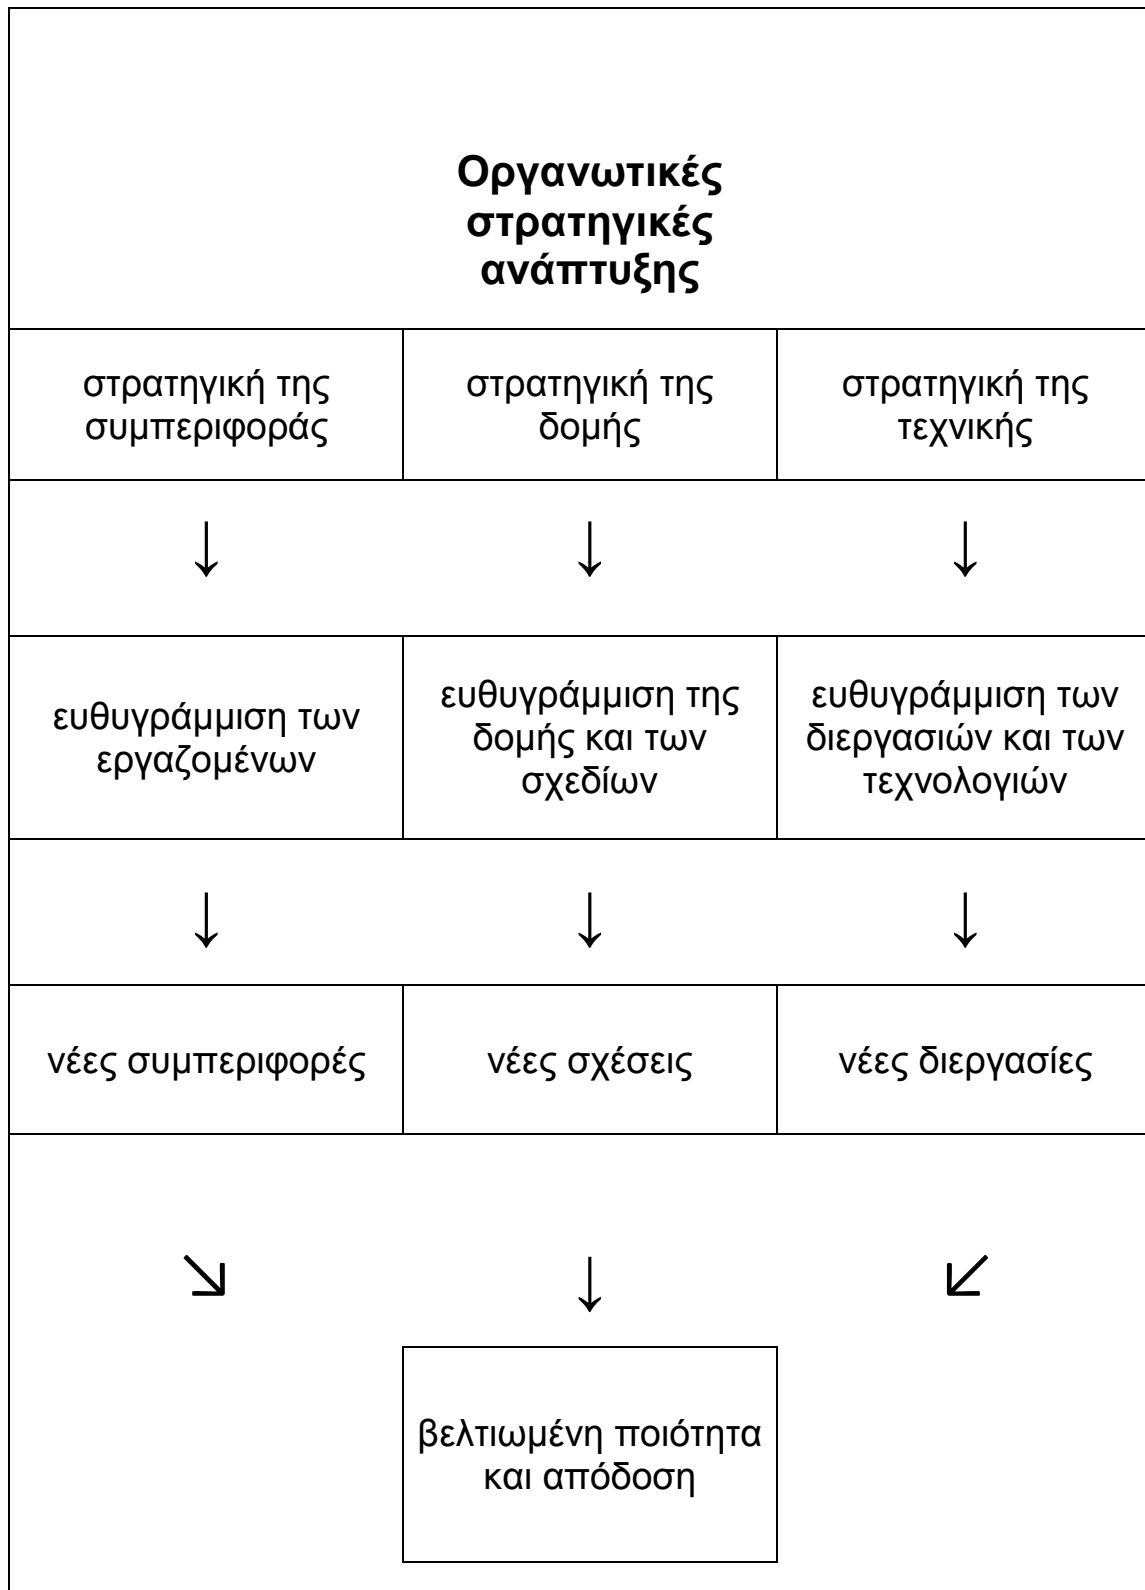 Οργανωτικές
στρατηγικές
ανάπτυξης
στρατηγική της
συμπεριφοράς
στρατηγική της
δομής
στρατηγική της
τεχνικής
↓ ↓ ↓
ευθυγράμμιση των
εργαζομένων
ευθυγράμμιση της
δομής και των
σχεδίων
ευθυγράμμιση των
διεργασιών και των
τεχνολογιών
↓ ↓ ↓
νέες συμπεριφορές
νέες σχέσεις
νέες διεργασίες
↘ ↓ ↙
βελτιωμένη ποιότητα
και απόδοση